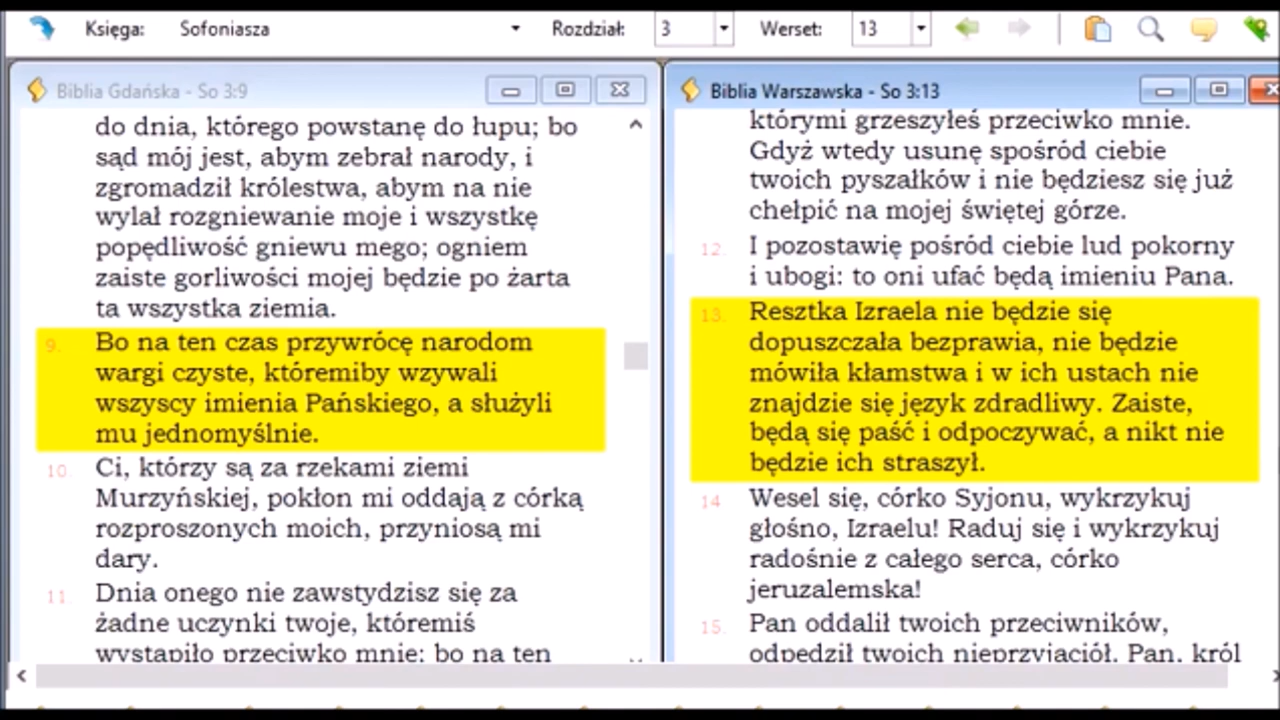 Księga: Sofoniasza Rozdział: 3 Werset: 13
Biblia Gdańska - So 3:9
do dnia, którego powstanę do łupu; bo
sąd mój jest, abym zebrał narody, i
zgromadził królestwa, abym na nie
wylał rozgniewanie moje i wszystkę
popędliwość gniewu mego; ogniem
zaiste gorliwości mojej będzie po żarta
ta wszystka ziemia.
9. Bo na ten czas przywrócę narodom
wargi czyste, któremiby wzywali
wszyscy imienia Pańskiego, a służyli
mu jednomyślnie.
10. Ci, którzy są za rzekami ziemi
Murzyńskiej, pokłon mi oddają z córką
rozproszonych moich, przyniosą mi
dary.
11. Dnia onego nie zawstydzisz się za
żadne uczynki twoje, któremiś
wystąpiło przeciwko mnie; bo na ten
Biblia Warszawska - So 3:13
którymi grzeszyłeś przeciwko mnie.
Gdyż wtedy usunę spośród ciebie
twoich pyszałków i nie będziesz się już
chełpić na mojej świętej górze.
12. I pozostawię pośród ciebie lud pokorny
i ubogi: to oni ufać będą imieniu Pana.
13. Resztka Izraela nie będzie się
dopuszczała bezprawia, nie będzie
mówiła kłamstwa i w ich ustach nie
znajdzie się język zdradliwy. Zaiste,
będą się paść i odpoczywać, a nikt nie
będzie ich straszył.
14 Wesel się, córko Syjonu, wykrzykuj
głośno, Izraelu! Raduj się i wykrzykuj
radośnie z całego serca, córko
jeruzalemska!
15. Pan oddalił twoich przeciwników,
odpędził twoich nieprzyjaciół. Pan, król